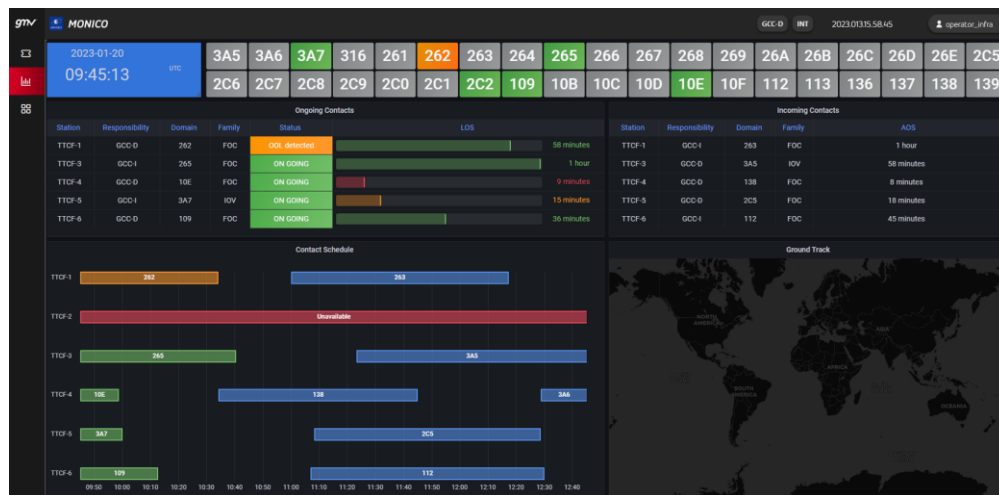 gmv MONICO GCC-D INT 2023.013.15.58.45 operator_infra
2023-01-20
09:45:13 UTC
3A5 3A6 3A7 316 261 262 263 264 265 266 267 268 269 26A 26B 26C 26D 26E 2C5
2C6 2C7 2C8 2C9 2C0 2C1 2C2 109 10B 10C 10D 10E 10F 112 113 136 137 138 139
Ongoing Contacts
Station Responsibility Domain Family Status LOS
TTCF-1 GCC-D 262 FOC OOL detected 58 minutes
TTCF-3 GCC-I 265 FOC ON GOING 1 hour
TTCF-4 GCC-D 10E FOC ON GOING 9 minutes
TTCF-5 GCC-I 3A7 IOV ON GOING 15 minutes
TTCF-6 GCC-D 109 FOC ON GOING 36 minutes
Incoming Contacts
Station Responsibility Domain Family AOS
TTCF-1 GCC-I 263 FOC 1 hour
TTCF-3 GCC-D 3A5 IOV 58 minutes
TTCF-4 GCC-D 138 FOC 8 minutes
TTCF-5 GCC-D 2C5 FOC 18 minutes
TTCF-6 GCC-I 112 FOC 45 minutes
Contact Schedule
TTCF-1 262 263
TTCF-2 Unavailable
TTCF-3 265 3A5
TTCF-4 10E 138 3A6
TTCF-5 3A7 2C5
TTCF-6 109 112
09:50 10:00 10:10 10:20 10:30 10:40 10:50 11:00 11:10 11:20 11:30 11:40 11:50 12:00 12:10 12:20 12:30 12:40
Ground Track
NORTH
AMERICA
ASIA
AFRICA
SOUTH
AMERICA
OCEANIA